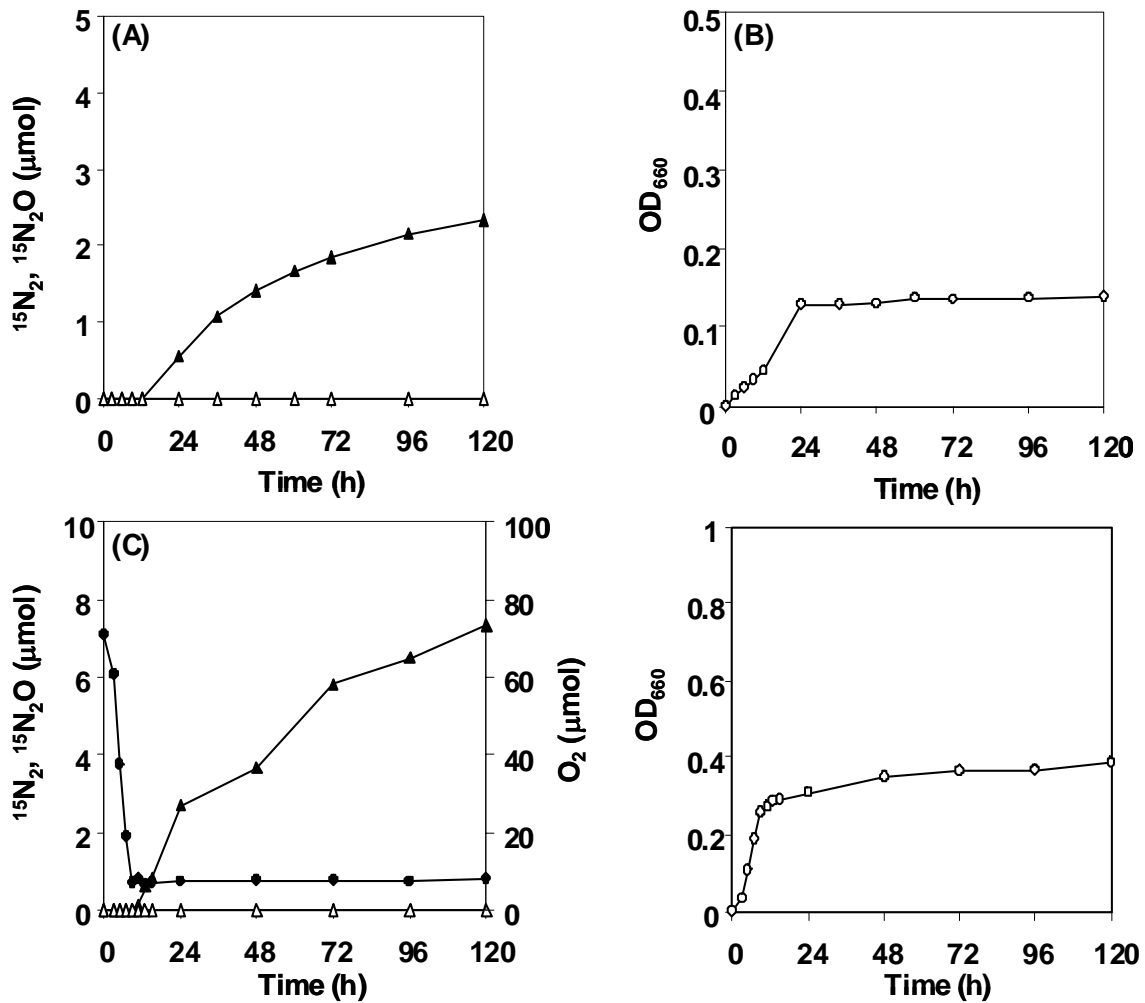 (A)
¹⁵N₂, ¹⁵N₂O (μmol)
5
4
3
2
1
0
0 24 48 72 96 120
Time (h)
(B)
OD₆₆₀
0.5
0.4
0.3
0.2
0.1
0
0 24 48 72 96 120
Time (h)
(C)
¹⁵N₂, ¹⁵N₂O (μmol)
10
8
6
4
2
0
100
80
60
40
20
0
O₂ (μmol)
0 24 48 72 96 120
Time (h)
OD₆₆₀
1
0.8
0.6
0.4
0.2
0
0 24 48 72 96 120
Time (h)